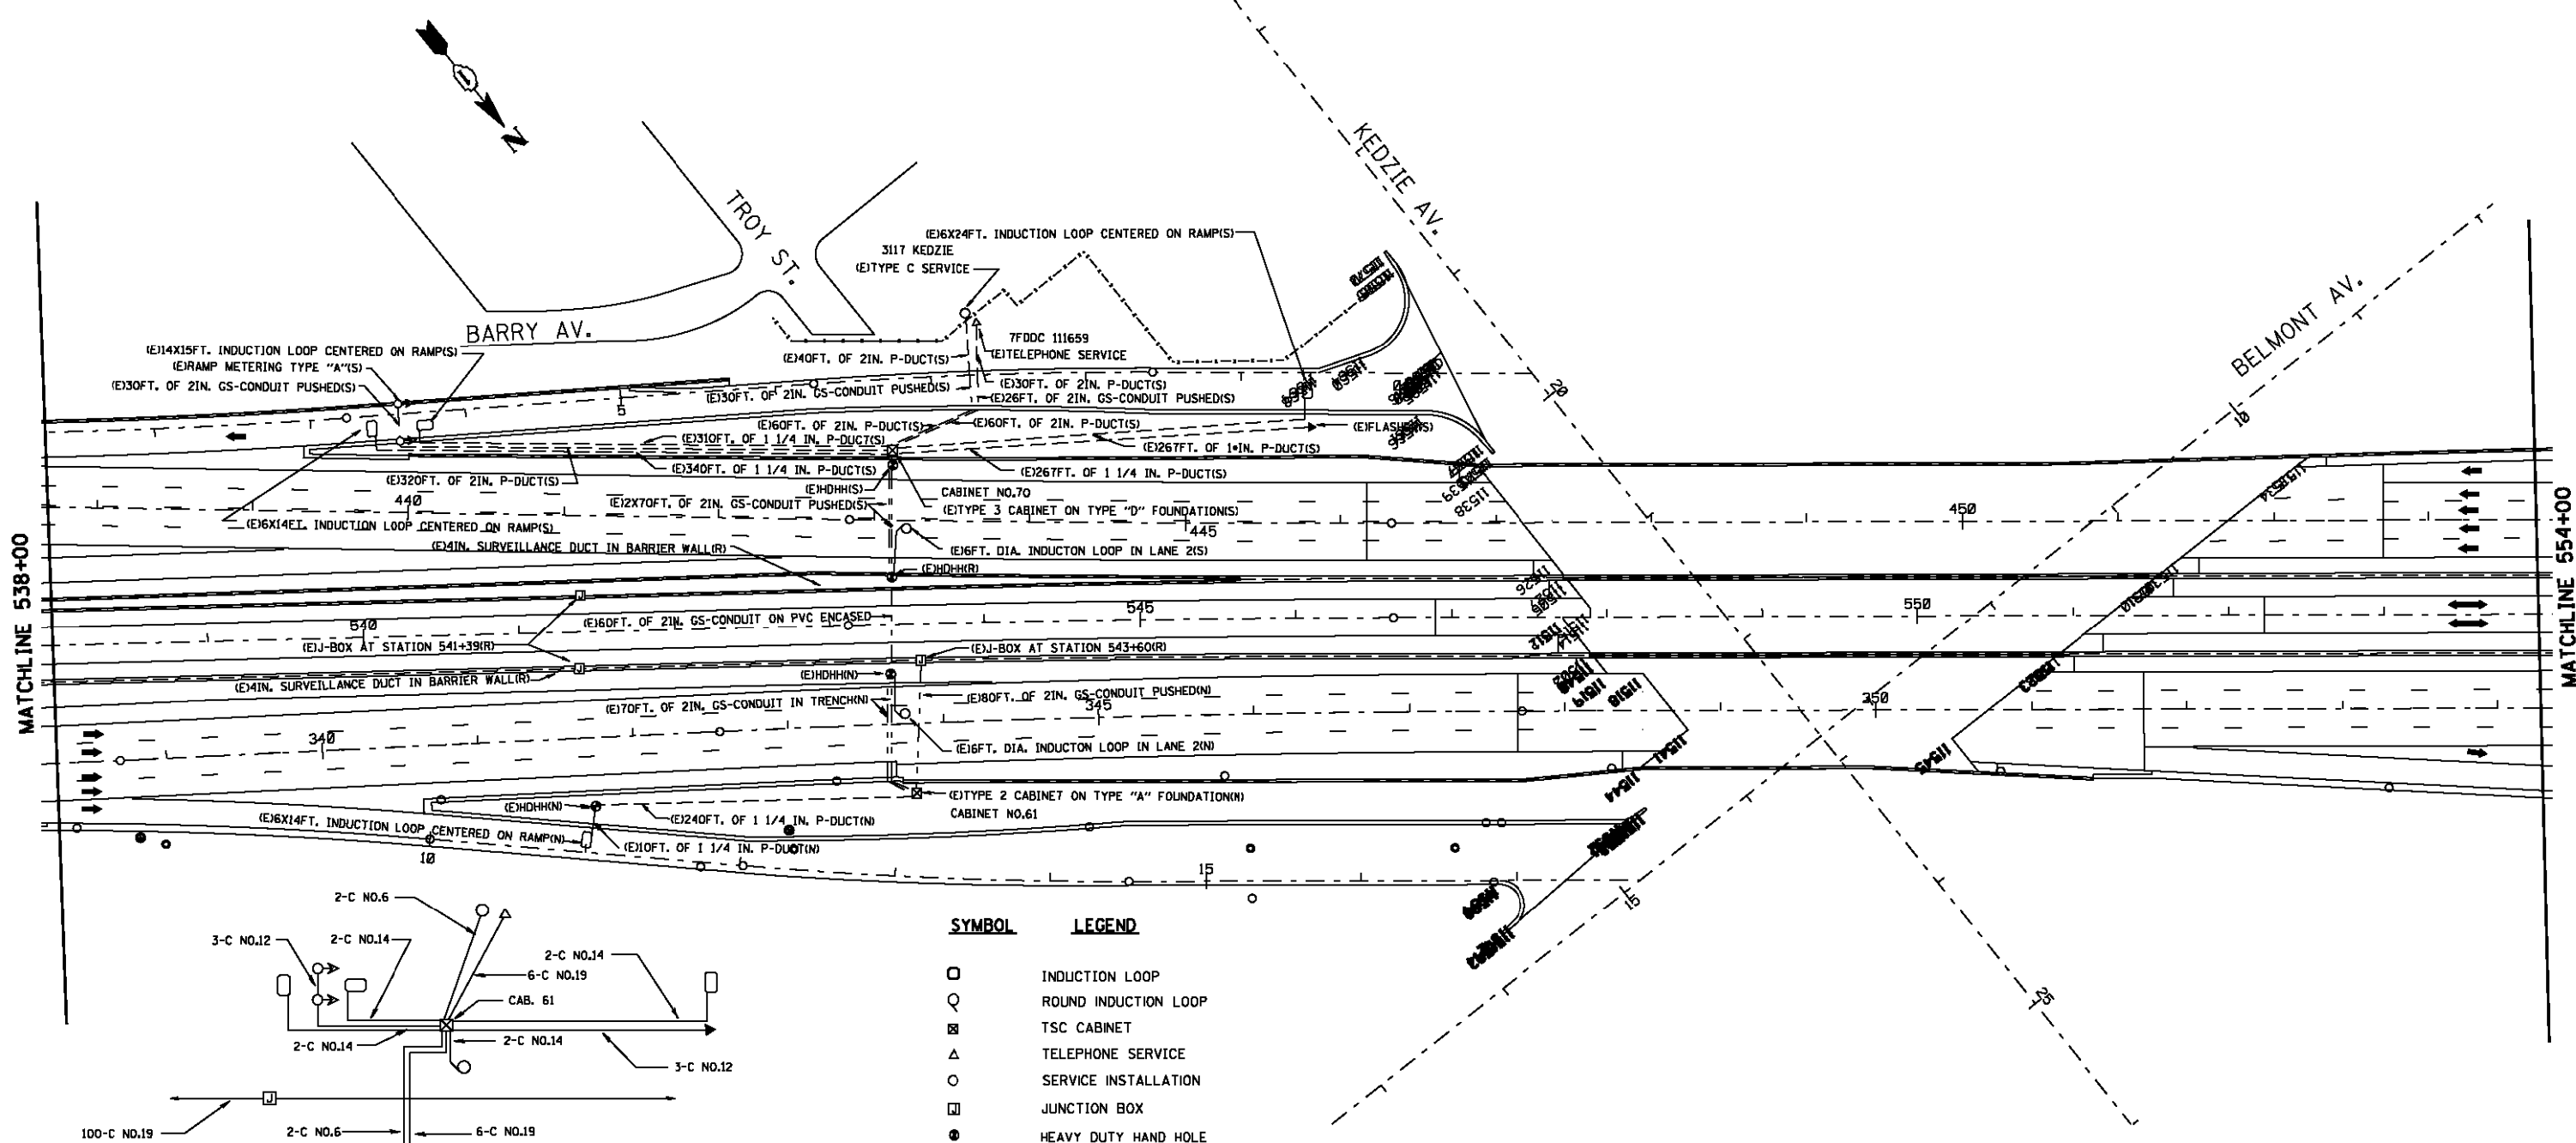 N
KEDZIE AV.
TROY ST.
BARRY AV.
BELMONT AV.
MATCHLINE 538+00
MATCHLINE 554+00
(E)6X24FT. INDUCTION LOOP CENTERED ON RAMP(S)
3117 KEDZIE
(E)TYPE C SERVICE
7FDDC 111659
(E)TELEPHONE SERVICE
(E)14X15FT. INDUCTION LOOP CENTERED ON RAMP(S)
(E)RAMP METERING TYPE "A"(S)
(E)30FT. OF 2IN. GS-CONDUIT PUSHED(S)
(E)40FT. OF 2IN. P-DUCT(S)
(E)30FT. OF 2IN. GS-CONDUIT PUSHED(S)
(E)30FT. OF 2IN. P-DUCT(S)
(E)26FT. OF 2IN. GS-CONDUIT PUSHED(S)
5
20
10
(E)60FT. OF 2IN. P-DUCT(S)
(E)60FT. OF 2IN. P-DUCT(S)
(E)310FT. OF 1 1/4 IN. P-DUCT(S)
(E)267FT. OF 1•IN. P-DUCT(S)
(E)340FT. OF 1 1/4 IN. P-DUCT(S)
(E)267FT. OF 1 1/4 IN. P-DUCT(S)
(E)320FT. OF 2IN. P-DUCT(S)
(E)HDHH(S)
CABINET NO.70
(E)TYPE 3 CABINET ON TYPE "D" FOUNDATION(S)
440
445
450
(E)2X70FT. OF 2IN. GS-CONDUIT PUSHED(S)
(E)6X14FT. INDUCTION LOOP CENTERED ON RAMP(S)
(E)4IN. SURVEILLANCE DUCT IN BARRIER WALL(R)
(E)6FT. DIA. INDUCTON LOOP IN LANE 2(S)
(E)HDHH(R)
11538
11526
11512
540
545
550
(E)60FT. OF 2IN. GS-CONDUIT ON PVC ENCASED
(E)J-BOX AT STATION 541+39(R)
(E)J-BOX AT STATION 543+60(R)
(E)4IN. SURVEILLANCE DUCT IN BARRIER WALL(R)
(E)HDHH(N)
(E)70FT. OF 2IN. GS-CONDUIT IN TRENCH(N)
(E)80FT. OF 2IN. GS-CONDUIT PUSHED(N)
340
345
350
11519
11516
11541
11544
11545
(E)6FT. DIA. INDUCTON LOOP IN LANE 2(N)
(E)TYPE 2 CABINET ON TYPE "A" FOUNDATION(N)
CABINET NO.61
(E)HDHH(N)
(E)240FT. OF 1 1/4 IN. P-DUCT(N)
(E)6X14FT. INDUCTION LOOP CENTERED ON RAMP(N)
(E)10FT. OF 1 1/4 IN. P-DUCT(N)
10
15
15
25
2-C NO.6
3-C NO.12
2-C NO.14
2-C NO.14
6-C NO.19
CAB. 61
2-C NO.14
2-C NO.14
3-C NO.12
J
100-C NO.19
2-C NO.6
6-C NO.19
SYMBOL LEGEND
INDUCTION LOOP
ROUND INDUCTION LOOP
TSC CABINET
TELEPHONE SERVICE
SERVICE INSTALLATION
J JUNCTION BOX
HEAVY DUTY HAND HOLE